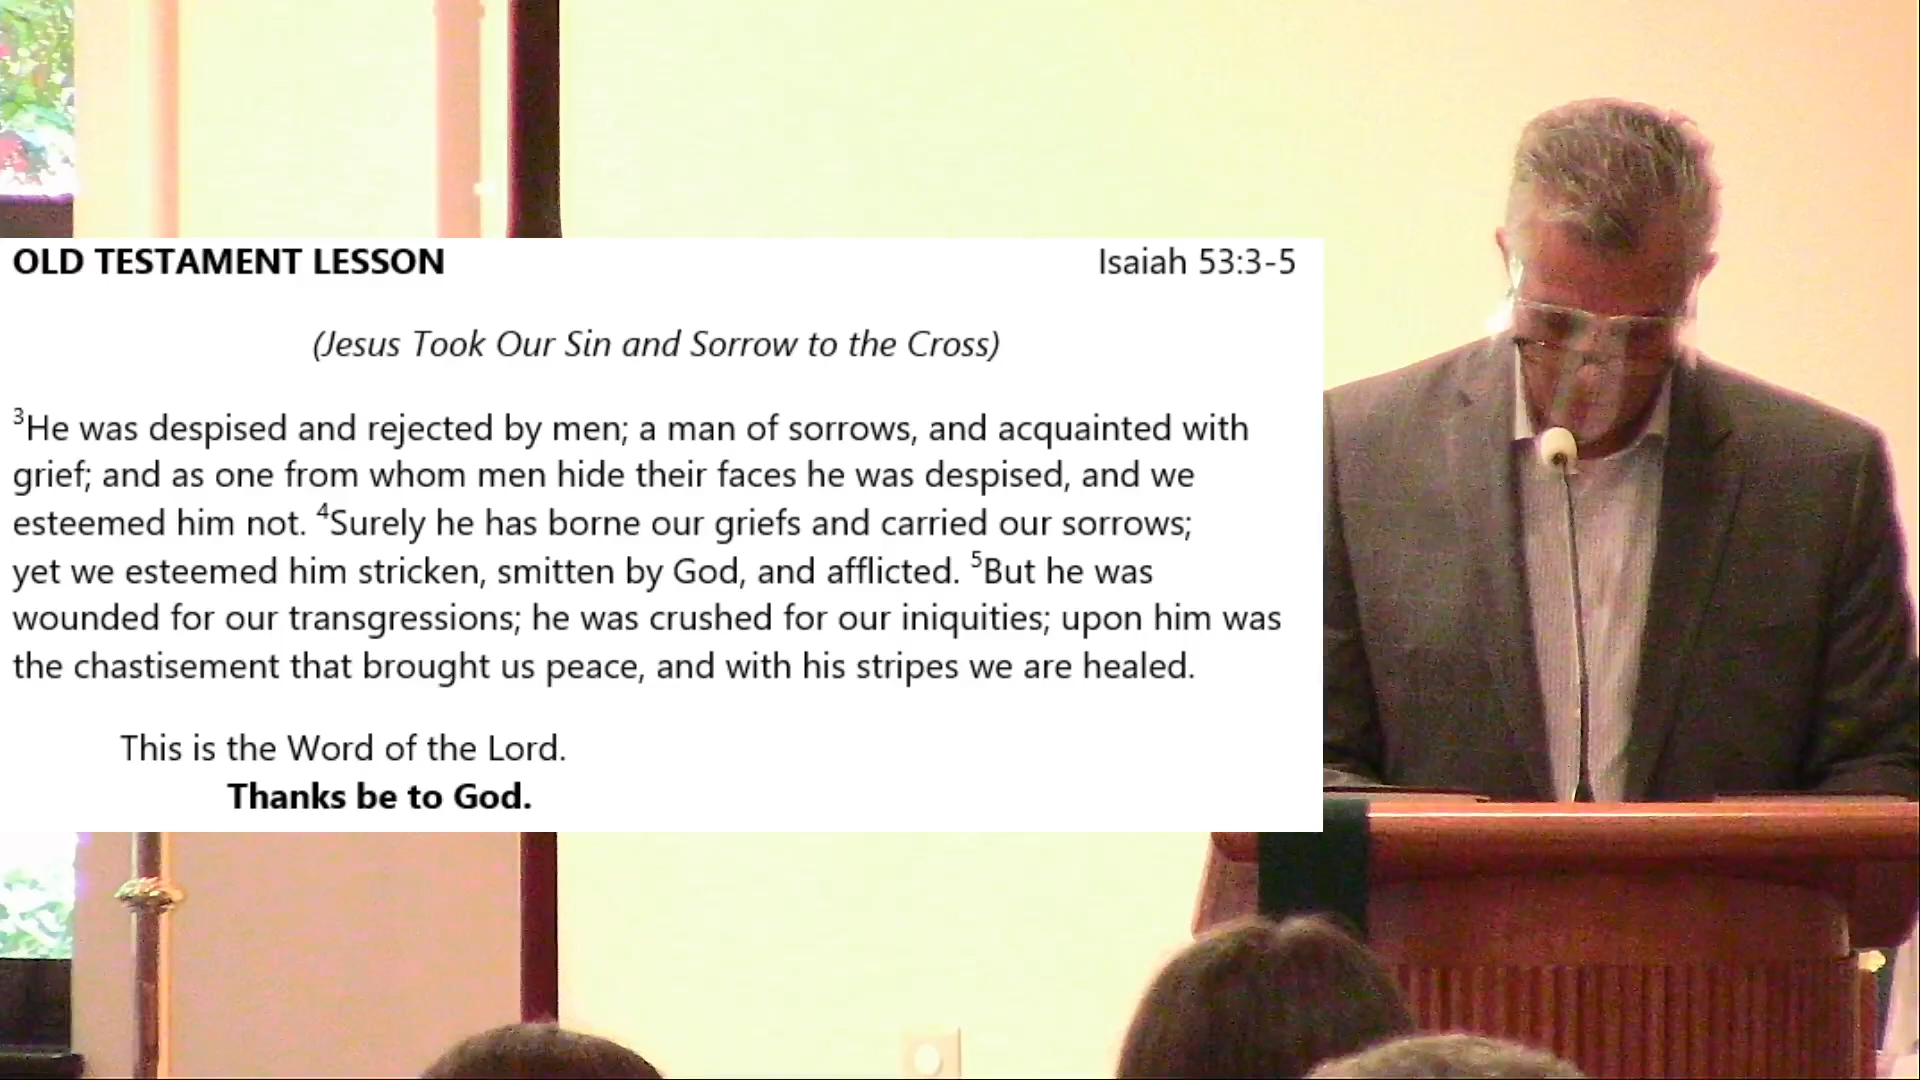 OLD TESTAMENT LESSON Isaiah 53:3-5
(Jesus Took Our Sin and Sorrow to the Cross)
³He was despised and rejected by men; a man of sorrows, and acquainted with
grief; and as one from whom men hide their faces he was despised, and we
esteemed him not. ⁴Surely he has borne our griefs and carried our sorrows;
yet we esteemed him stricken, smitten by God, and afflicted. ⁵But he was
wounded for our transgressions; he was crushed for our iniquities; upon him was
the chastisement that brought us peace, and with his stripes we are healed.
This is the Word of the Lord.
Thanks be to God.